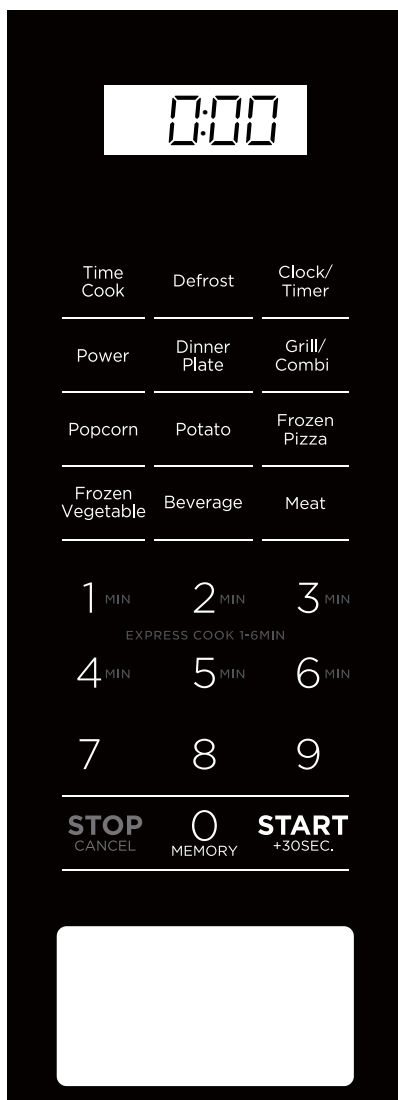 0:00
Time Cook
Defrost
Clock/ Timer
Power
Dinner Plate
Grill/ Combi
Popcorn
Potato
Frozen Pizza
Frozen Vegetable
Beverage
Meat
1 MIN
2 MIN
3 MIN
EXPRESS COOK 1-6MIN
4 MIN
5 MIN
6 MIN
7
8
9
STOP
CANCEL
0
MEMORY
START
+30SEC.